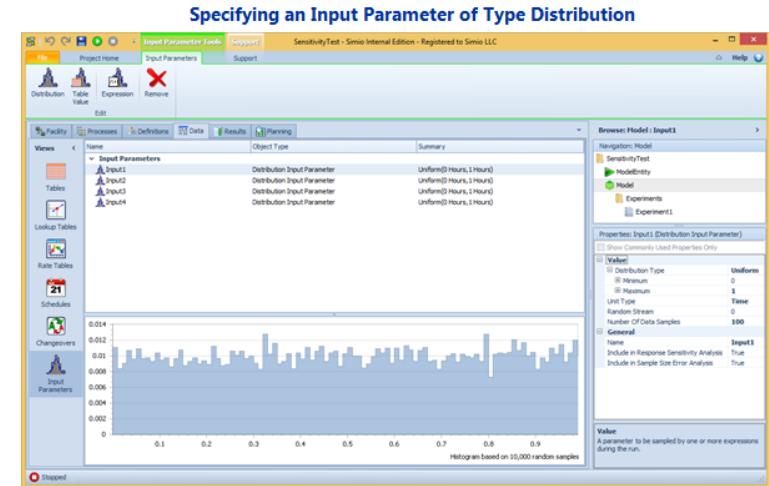 Specifying an Input Parameter of Type Distribution
Input Parameter Tools Support SensitivityTest - Simio Internal Edition - Registered to Simio LLC
File Project Home Input Parameters Support Help
Distribution Table Value Expression Remove
Edit
Facility Processes Definitions Data Results Planning
Views
Tables
Lookup Tables
Rate Tables
21
Schedules
Changeovers
Input Parameters
Name Object Type Summary
Input Parameters
Input1 Distribution Input Parameter Uniform(0 Hours, 1 Hours)
Input2 Distribution Input Parameter Uniform(0 Hours, 1 Hours)
Input3 Distribution Input Parameter Uniform(0 Hours, 1 Hours)
Input4 Distribution Input Parameter Uniform(0 Hours, 1 Hours)
0.014
0.012
0.01
0.008
0.006
0.004
0.002
0
0.1 0.2 0.3 0.4 0.5 0.6 0.7 0.8 0.9
Histogram based on 10,000 random samples
Browse: Model : Input1
Navigation: Model
SensitivityTest
ModelEntity
Model
Experiments
Experiment1
Properties: Input1 (Distribution Input Parameter)
Show Commonly Used Properties Only
Value
Distribution Type Uniform
Minimum 0
Maximum 1
Unit Type Time
Random Stream 0
Number Of Data Samples 100
General
Name Input1
Include in Response Sensitivity Analysis True
Include in Sample Size Error Analysis True
Value
A parameter to be sampled by one or more expressions
during the run.
Stopped